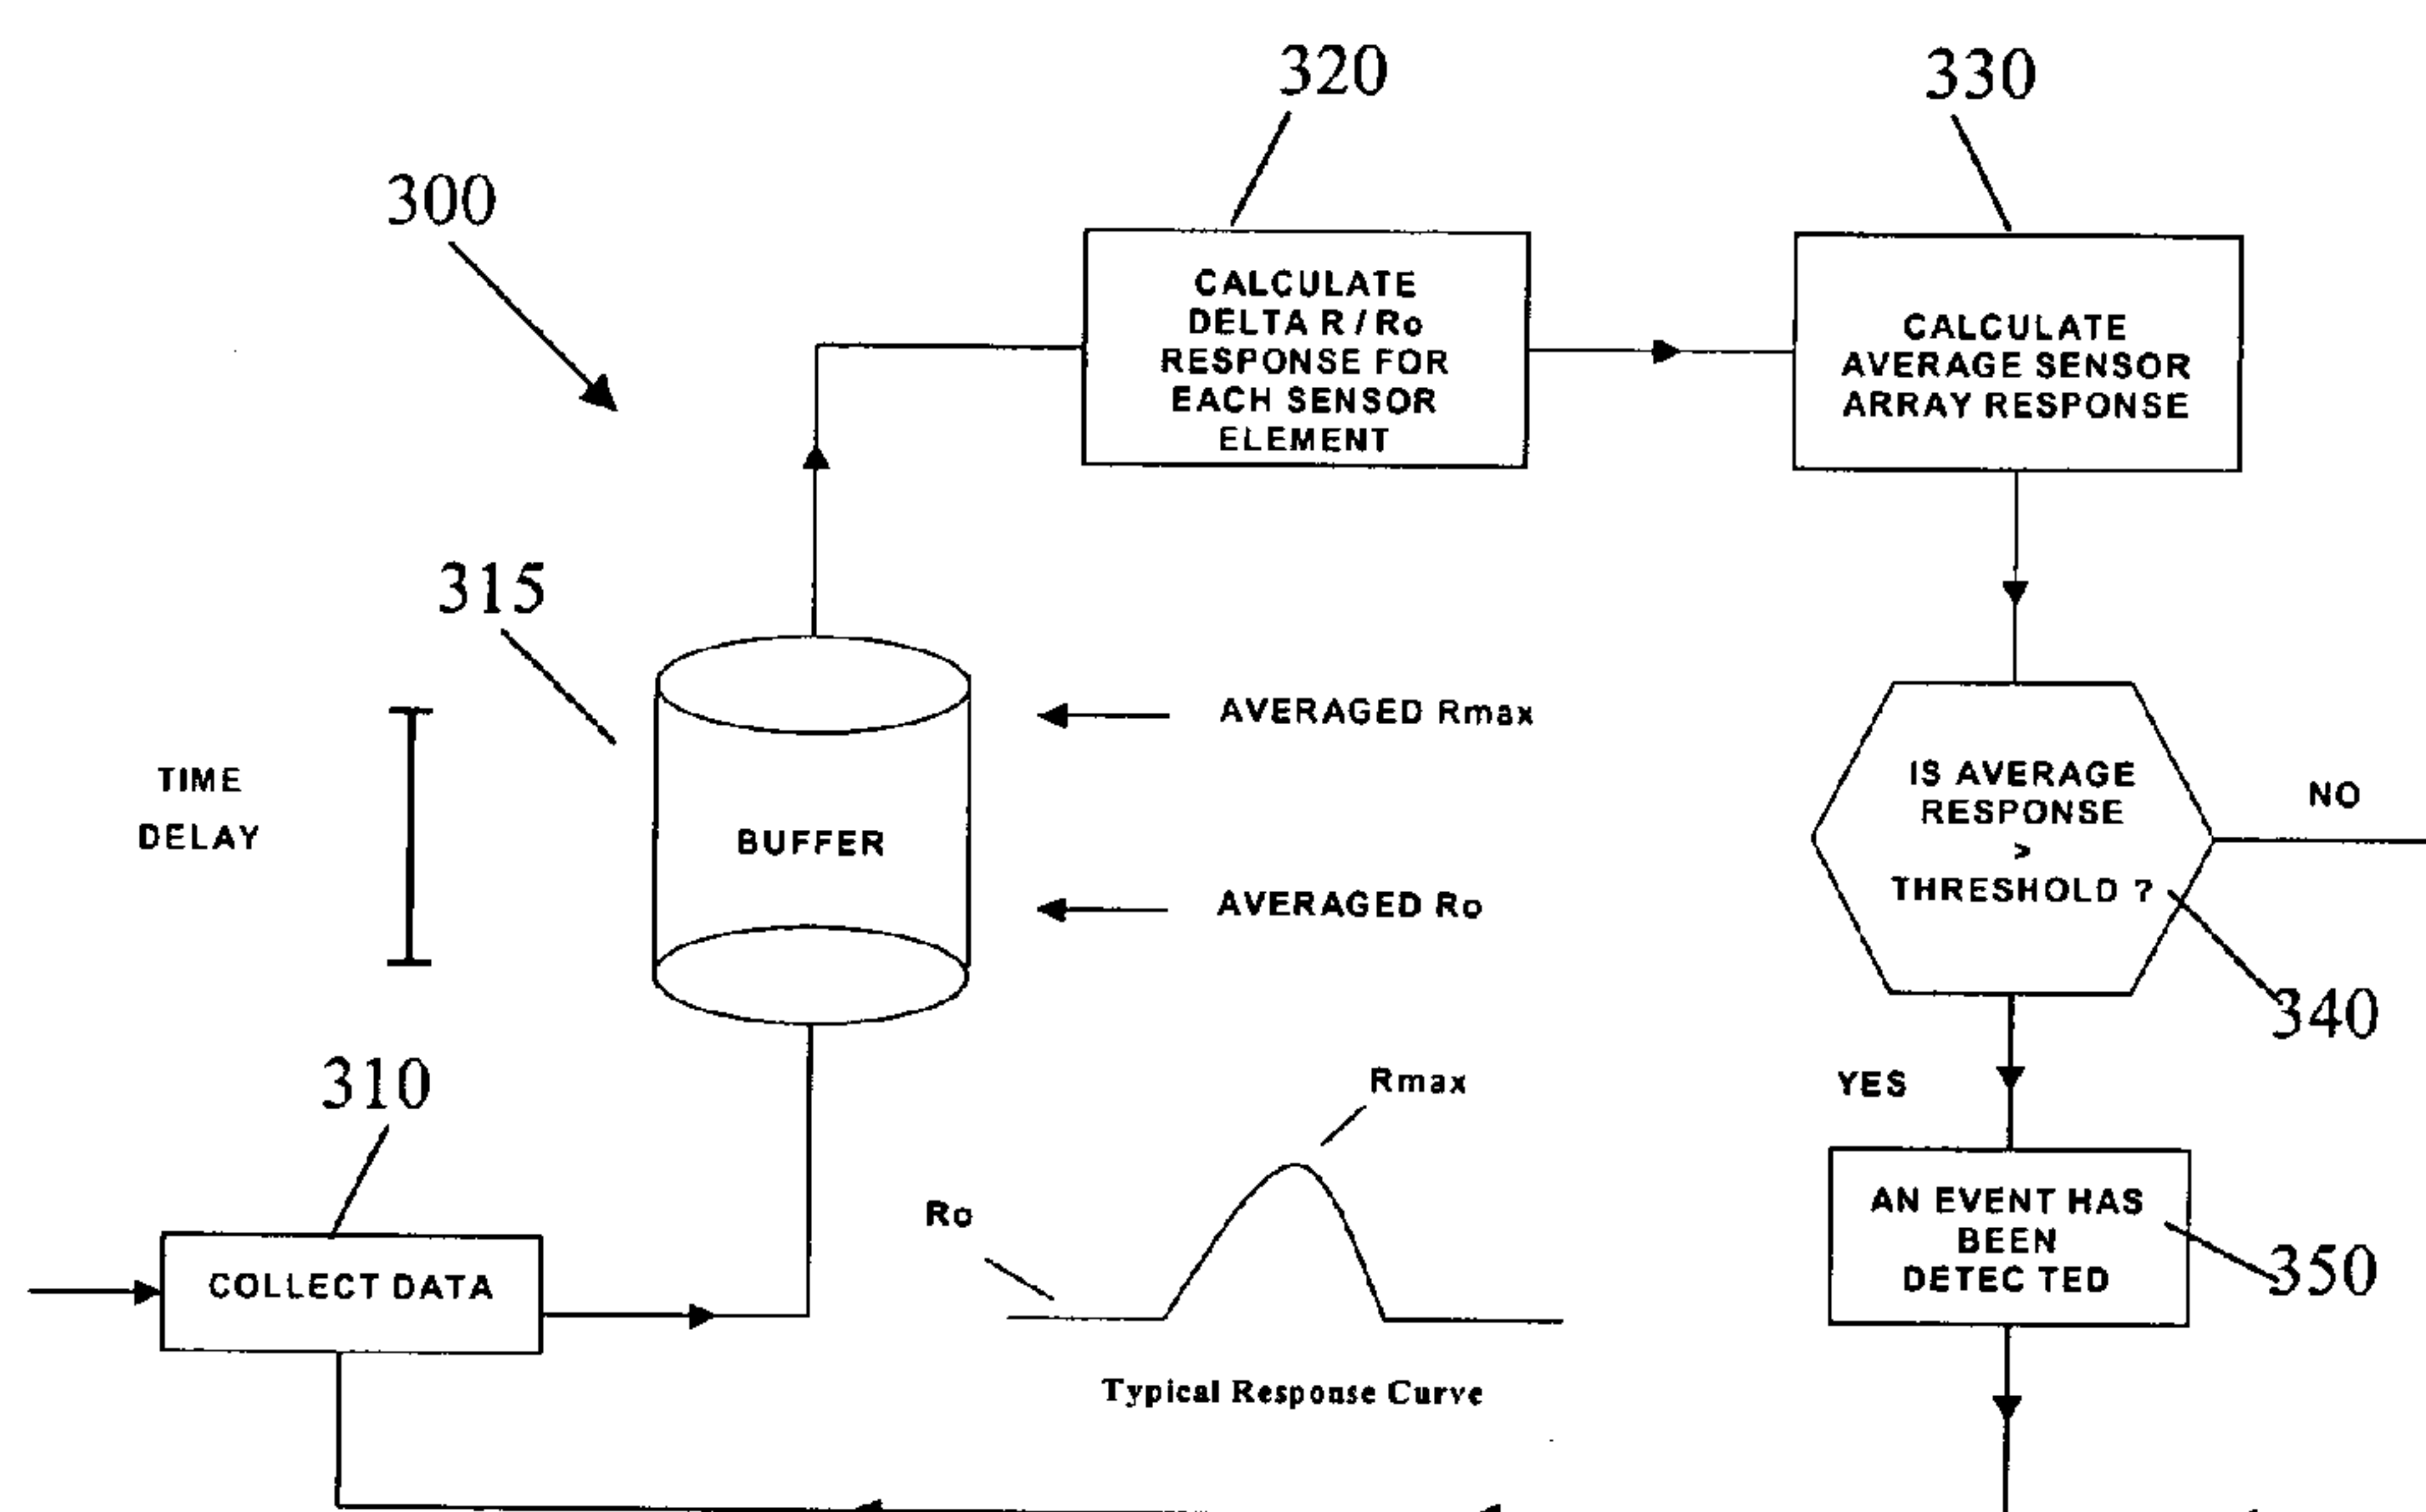 320
330
300
CALCULATE
DELTA R / Ro
RESPONSE FOR
EACH SENSOR
ELEMENT
CALCULATE
AVERAGE SENSOR
ARRAY RESPONSE
315
TIME
DELAY
BUFFER
AVERAGED Rmax
AVERAGED Ro
IS AVERAGE
RESPONSE
>
THRESHOLD ?
NO
340
YES
310
COLLECT DATA
Rmax
Ro
Typical Response Curve
AN EVENT HAS
BEEN
DETEC TED
350